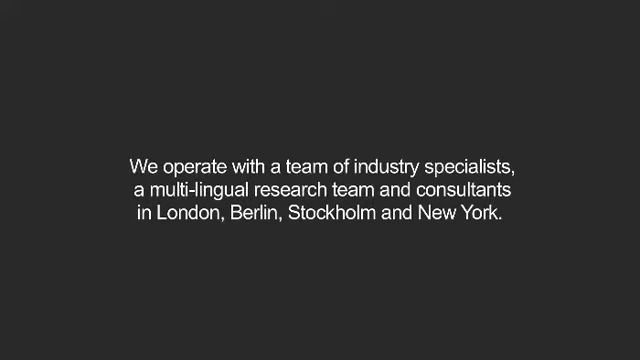 We operate with a team of industry specialists,
a multi-lingual research team and consultants
in London, Berlin, Stockholm and New York.